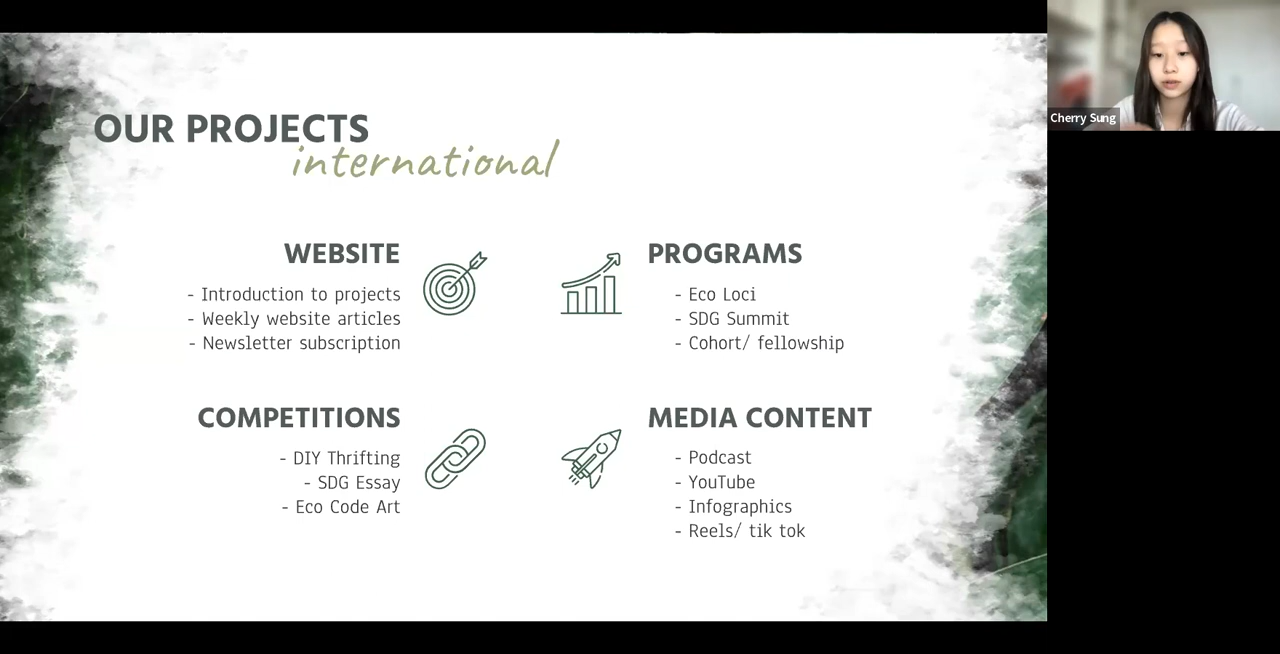 OUR PROJECTS
international
WEBSITE
- Introduction to projects
- Weekly website articles
- Newsletter subscription
PROGRAMS
- Eco Loci
- SDG Summit
- Cohort/ fellowship
COMPETITIONS
- DIY Thrifting
- SDG Essay
- Eco Code Art
MEDIA CONTENT
- Podcast
- YouTube
- Infographics
- Reels/ tik tok
Cherry Sung